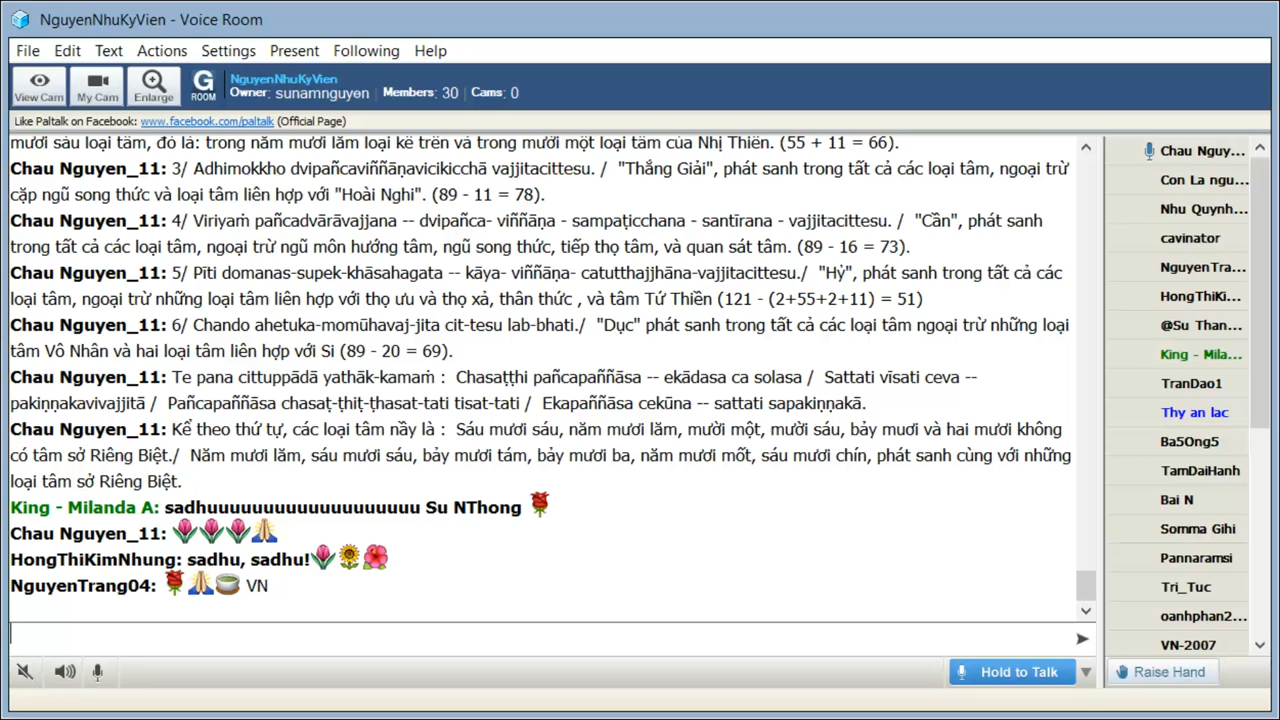 NguyenNhuKyVien - Voice Room
File Edit Text Actions Settings Present Following Help
View Cam
My Cam
Enlarge
G
ROOM
NguyenNhuKyVien
Owner: sunamnguyen | Members: 30 | Cams: 0
Like Paltalk on Facebook: www.facebook.com/paltalk (Official Page)
mươi sáu loại tâm, đó là: trong năm mươi lăm loại kể trên và trong mười một loại tâm của Nhị Thiền. (55 + 11 = 66).
Chau Nguyen_11: 3/ Adhimokkho dvipañcaviññāṇavicikicchā vajjitacittesu. / "Thắng Giải", phát sanh trong tất cả các loại tâm, ngoại trừ
cặp ngũ song thức và loại tâm liên hợp với "Hoài Nghi". (89 - 11 = 78).
Chau Nguyen_11: 4/ Viriyaṁ pañcadvārāvajjana -- dvipañca- viññāṇa - sampaṭicchana - santīrana - vajjitacittesu. / "Cần", phát sanh
trong tất cả các loại tâm, ngoại trừ ngũ môn hướng tâm, ngũ song thức, tiếp thọ tâm, và quan sát tâm. (89 - 16 = 73).
Chau Nguyen_11: 5/ Pīti domanas-supek-khāsahagata -- kāya- viññāṇa- catutthajjhāna-vajjitacittesu./ "Hỷ", phát sanh trong tất cả các
loại tâm, ngoại trừ những loại tâm liên hợp với thọ ưu và thọ xả, thân thức , và tâm Tứ Thiền (121 - (2+55+2+11) = 51)
Chau Nguyen_11: 6/ Chando ahetuka-momūhavaj-jita cit-tesu lab-bhati./ "Dục" phát sanh trong tất cả các loại tâm ngoại trừ những loại
tâm Vô Nhân và hai loại tâm liên hợp với Si (89 - 20 = 69).
Chau Nguyen_11: Te pana cittuppādā yathāk-kamaṁ : Chasaṭṭhi pañcapaññāsa -- ekādasa ca solasa / Sattati vīsati ceva --
pakiṇṇakavivajjitā / Pañcapaññāsa chasaṭ-ṭhiṭ-ṭhasat-tati tisat-tati / Ekapaññāsa cekūna -- sattati sapakiṇṇakā.
Chau Nguyen_11: Kể theo thứ tự, các loại tâm nầy là : Sáu mươi sáu, năm mươi lăm, mười một, mười sáu, bảy muơi và hai mươi không
có tâm sở Riêng Biệt./ Năm mươi lăm, sáu mươi sáu, bảy mươi tám, bảy mươi ba, năm mươi mốt, sáu mươi chín, phát sanh cùng với những
loại tâm sở Riêng Biệt.
King - Milanda A: sadhuuuuuuuuuuuuuuuuuuu Su NThong
Chau Nguyen_11:
HongThiKimNhung: sadhu, sadhu!
NguyenTrang04: VN
Hold to Talk
Chau Nguy...
Con La ngu...
Nhu Quynh...
cavinator
NguyenTra...
HongThiKi...
@Su Than...
King - Mila...
TranDao1
Thy an lac
Ba5Ong5
TamDaiHanh
Bai N
Somma Gihi
Pannaramsi
Tri_Tuc
oanhphan2...
VN-2007
Raise Hand